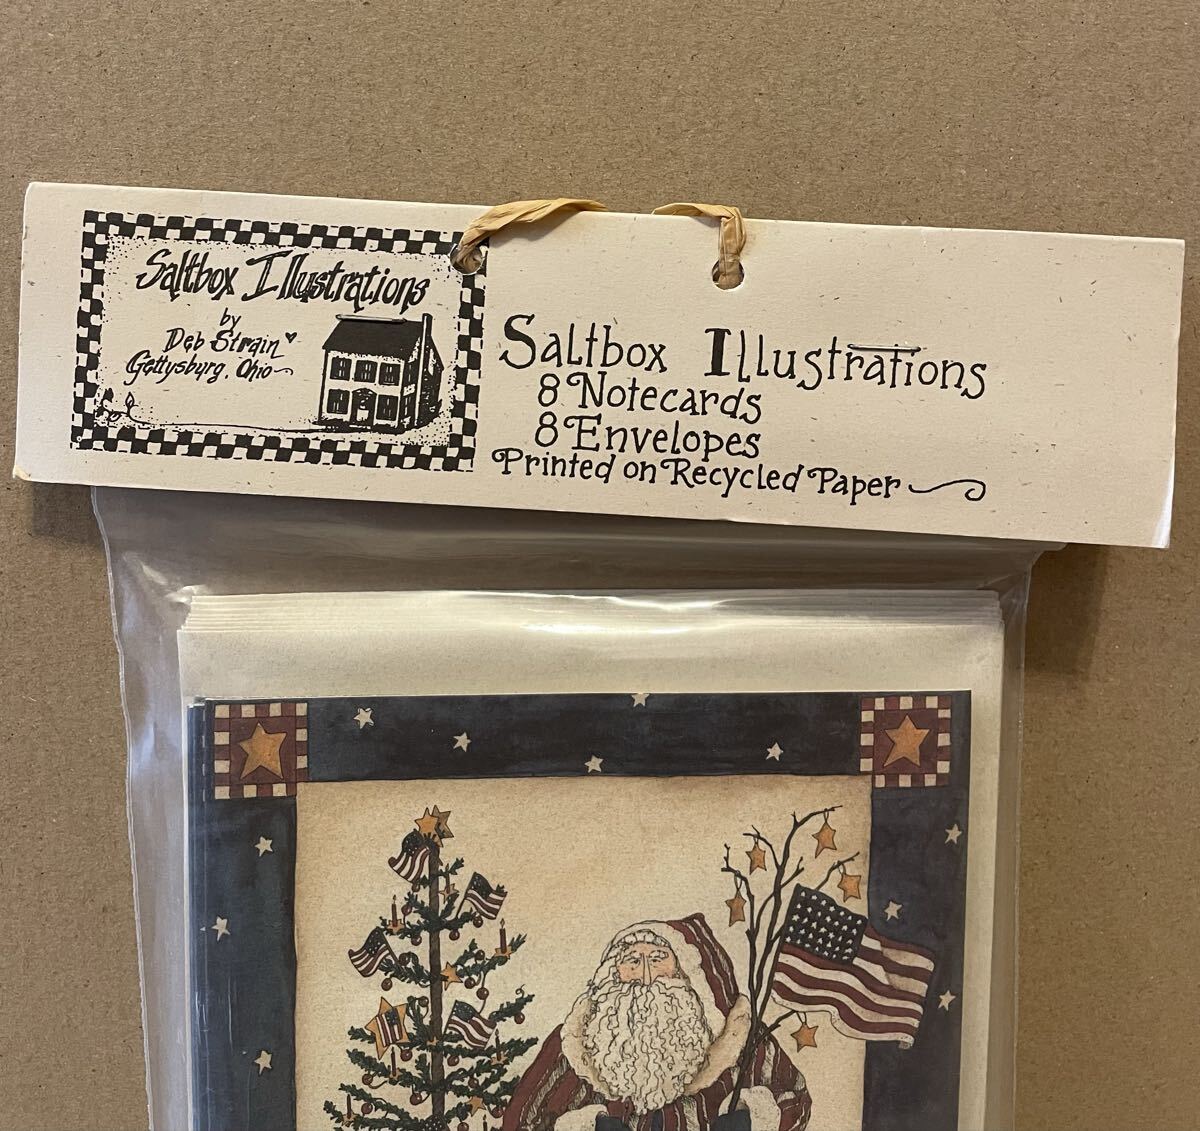 Saltbox Illustrations
by
Deb Strain
Gettysburg, Ohio
Saltbox Illustrations
8 Notecards
8 Envelopes
Printed on Recycled Paper